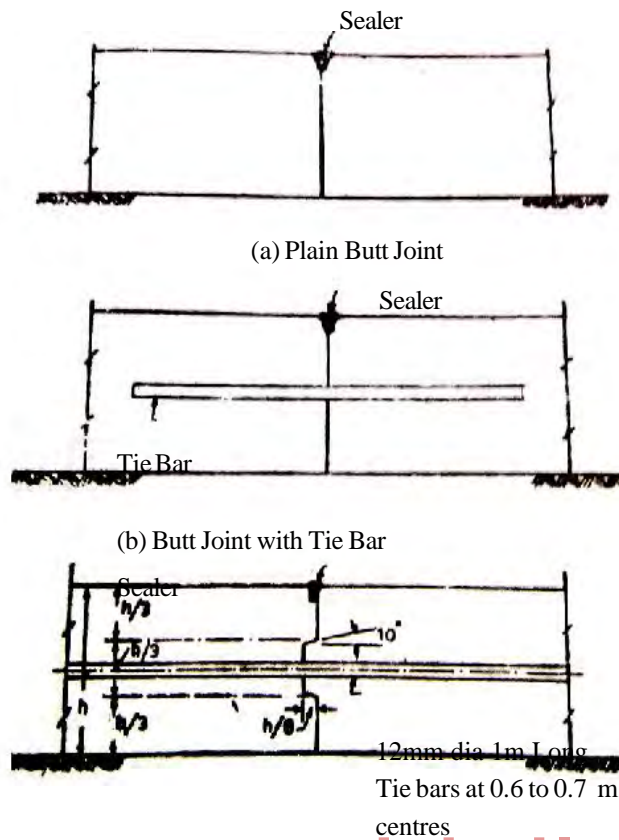 Sealer
(a) Plain Butt Joint
Sealer
Tie Bar
(b) Butt Joint with Tie Bar
Sealer
h/3
10°
h/3
h
h/8
h/3
12mm dia 1m Long
Tie bars at 0.6 to 0.7 m
centres